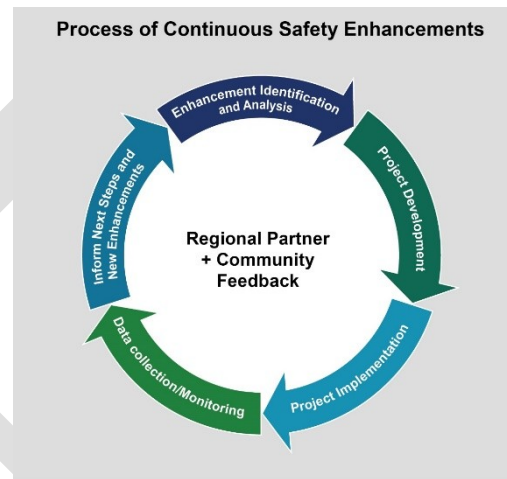 Process of Continuous Safety Enhancements
Enhancement Identification
and Analysis
Project Development
Project Implementation
Data collection/Monitoring
Inform Next Steps and
New Enhancements
Regional Partner
+ Community
Feedback